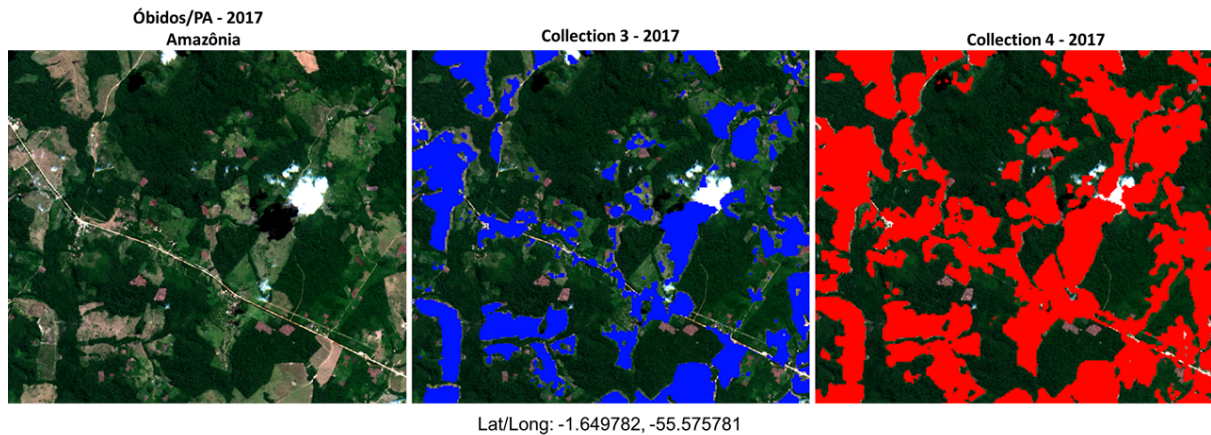 Óbidos/PA - 2017
Amazônia
Collection 3 - 2017
Collection 4 - 2017
Lat/Long: -1.649782, -55.575781